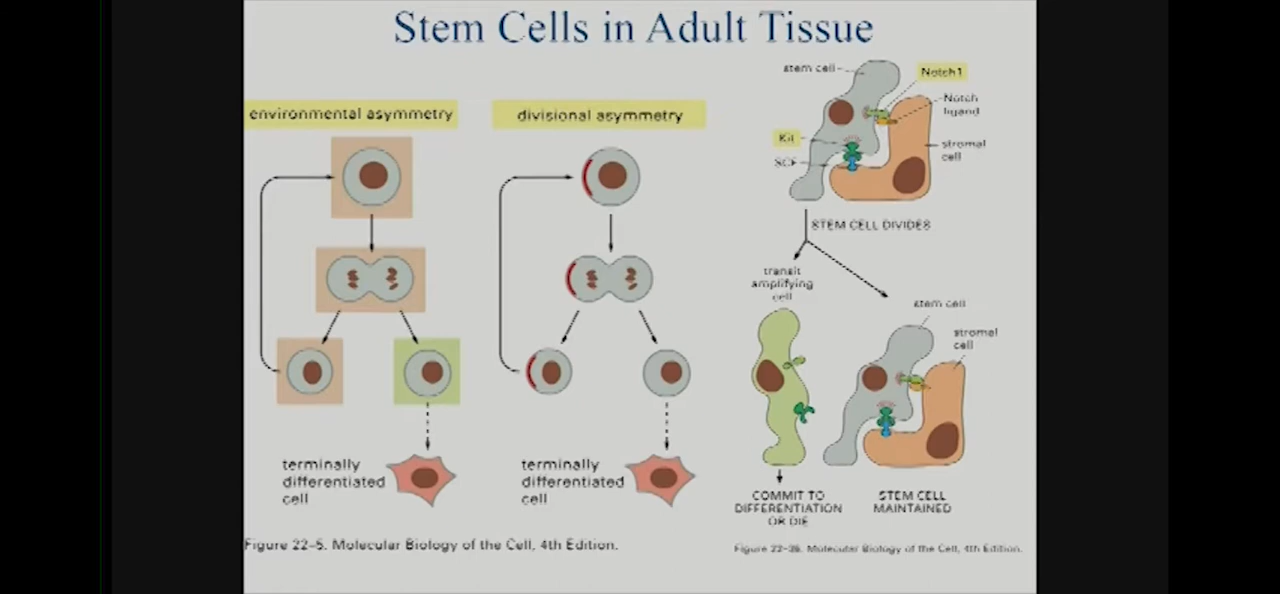 Stem Cells in Adult Tissue
environmental asymmetry
terminally
differentiated
cell
Figure 22–5. Molecular Biology of the Cell, 4th Edition.
divisional asymmetry
terminally
differentiated
cell
stem cell
Notch1
Notch
ligand
Kit
SCF
stromal
cell
STEM CELL DIVIDES
transit
amplifying
cell
stem cell
stromal
cell
COMMIT TO
DIFFERENTIATION
OR DIE
STEM CELL
MAINTAINED
Figure 22–36. Molecular Biology of the Cell, 4th Edition.